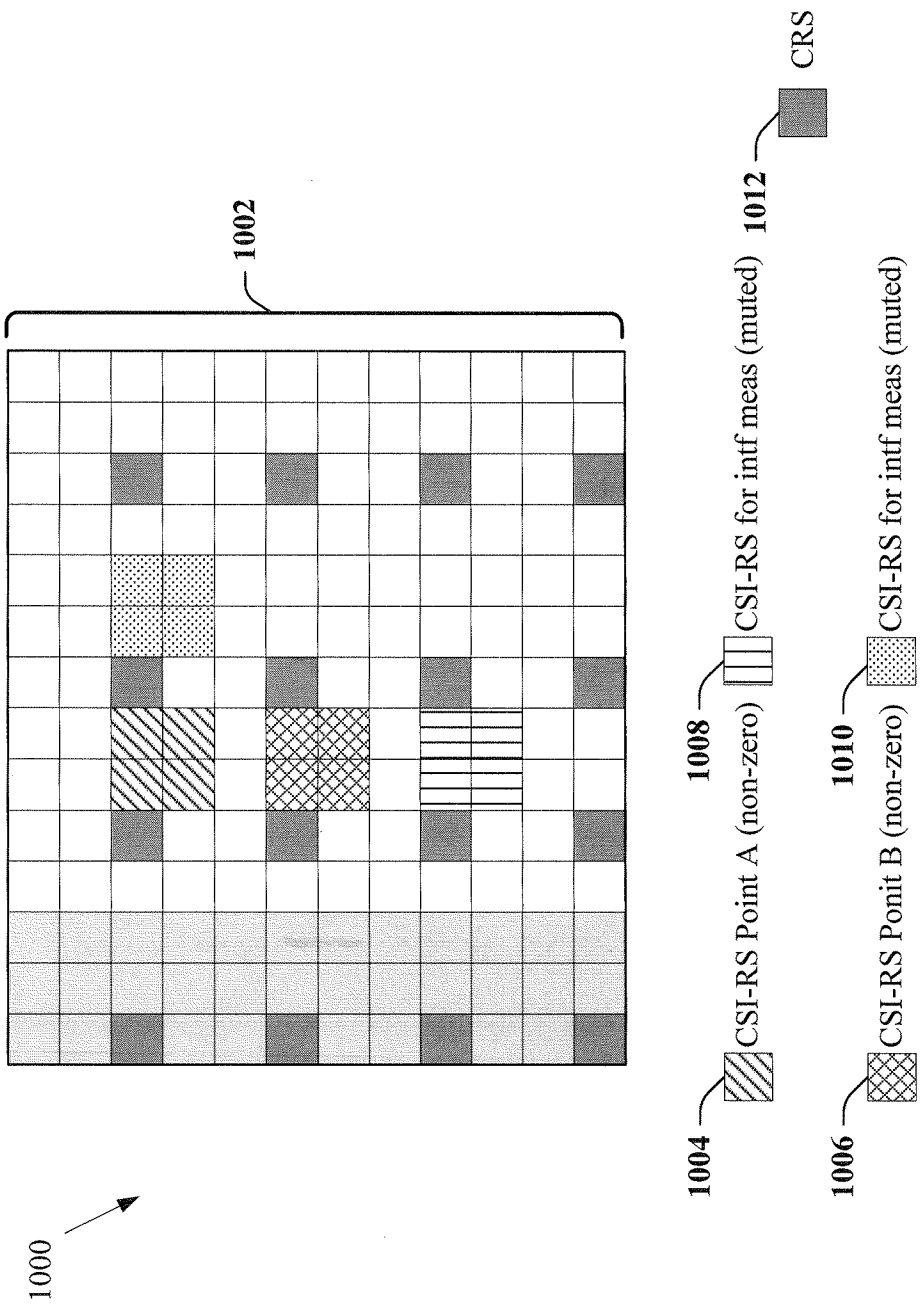 1000
1002
1004
CSI-RS Point A (non-zero)
1008
CSI-RS for intf meas (muted)
1012
CRS
1006
CSI-RS Ponit B (non-zero)
1010
CSI-RS for intf meas (muted)